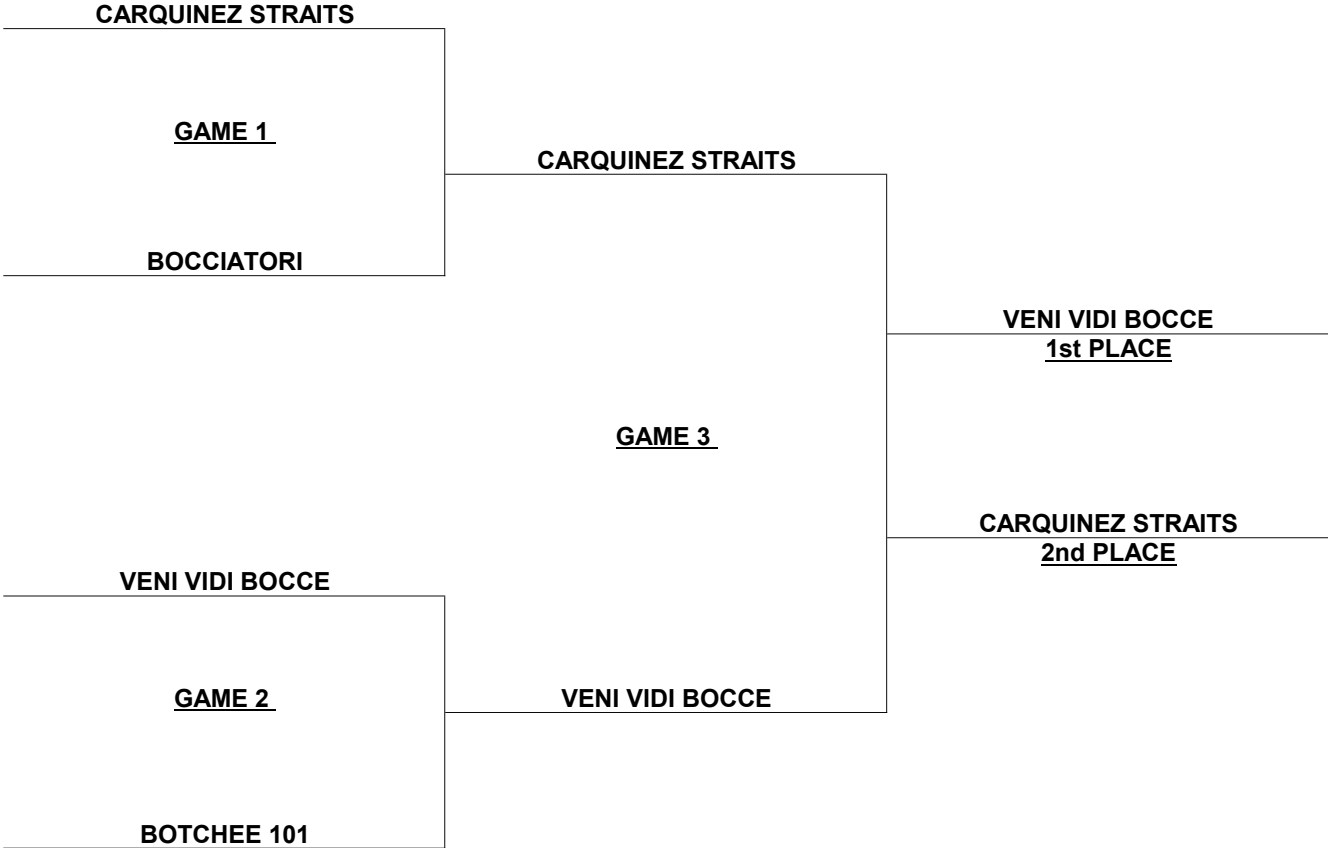 CARQUINEZ STRAITS
GAME 1
CARQUINEZ STRAITS
BOCCIATORI
VENI VIDI BOCCE
1st PLACE
GAME 3
CARQUINEZ STRAITS
2nd PLACE
VENI VIDI BOCCE
GAME 2
VENI VIDI BOCCE
BOTCHEE 101